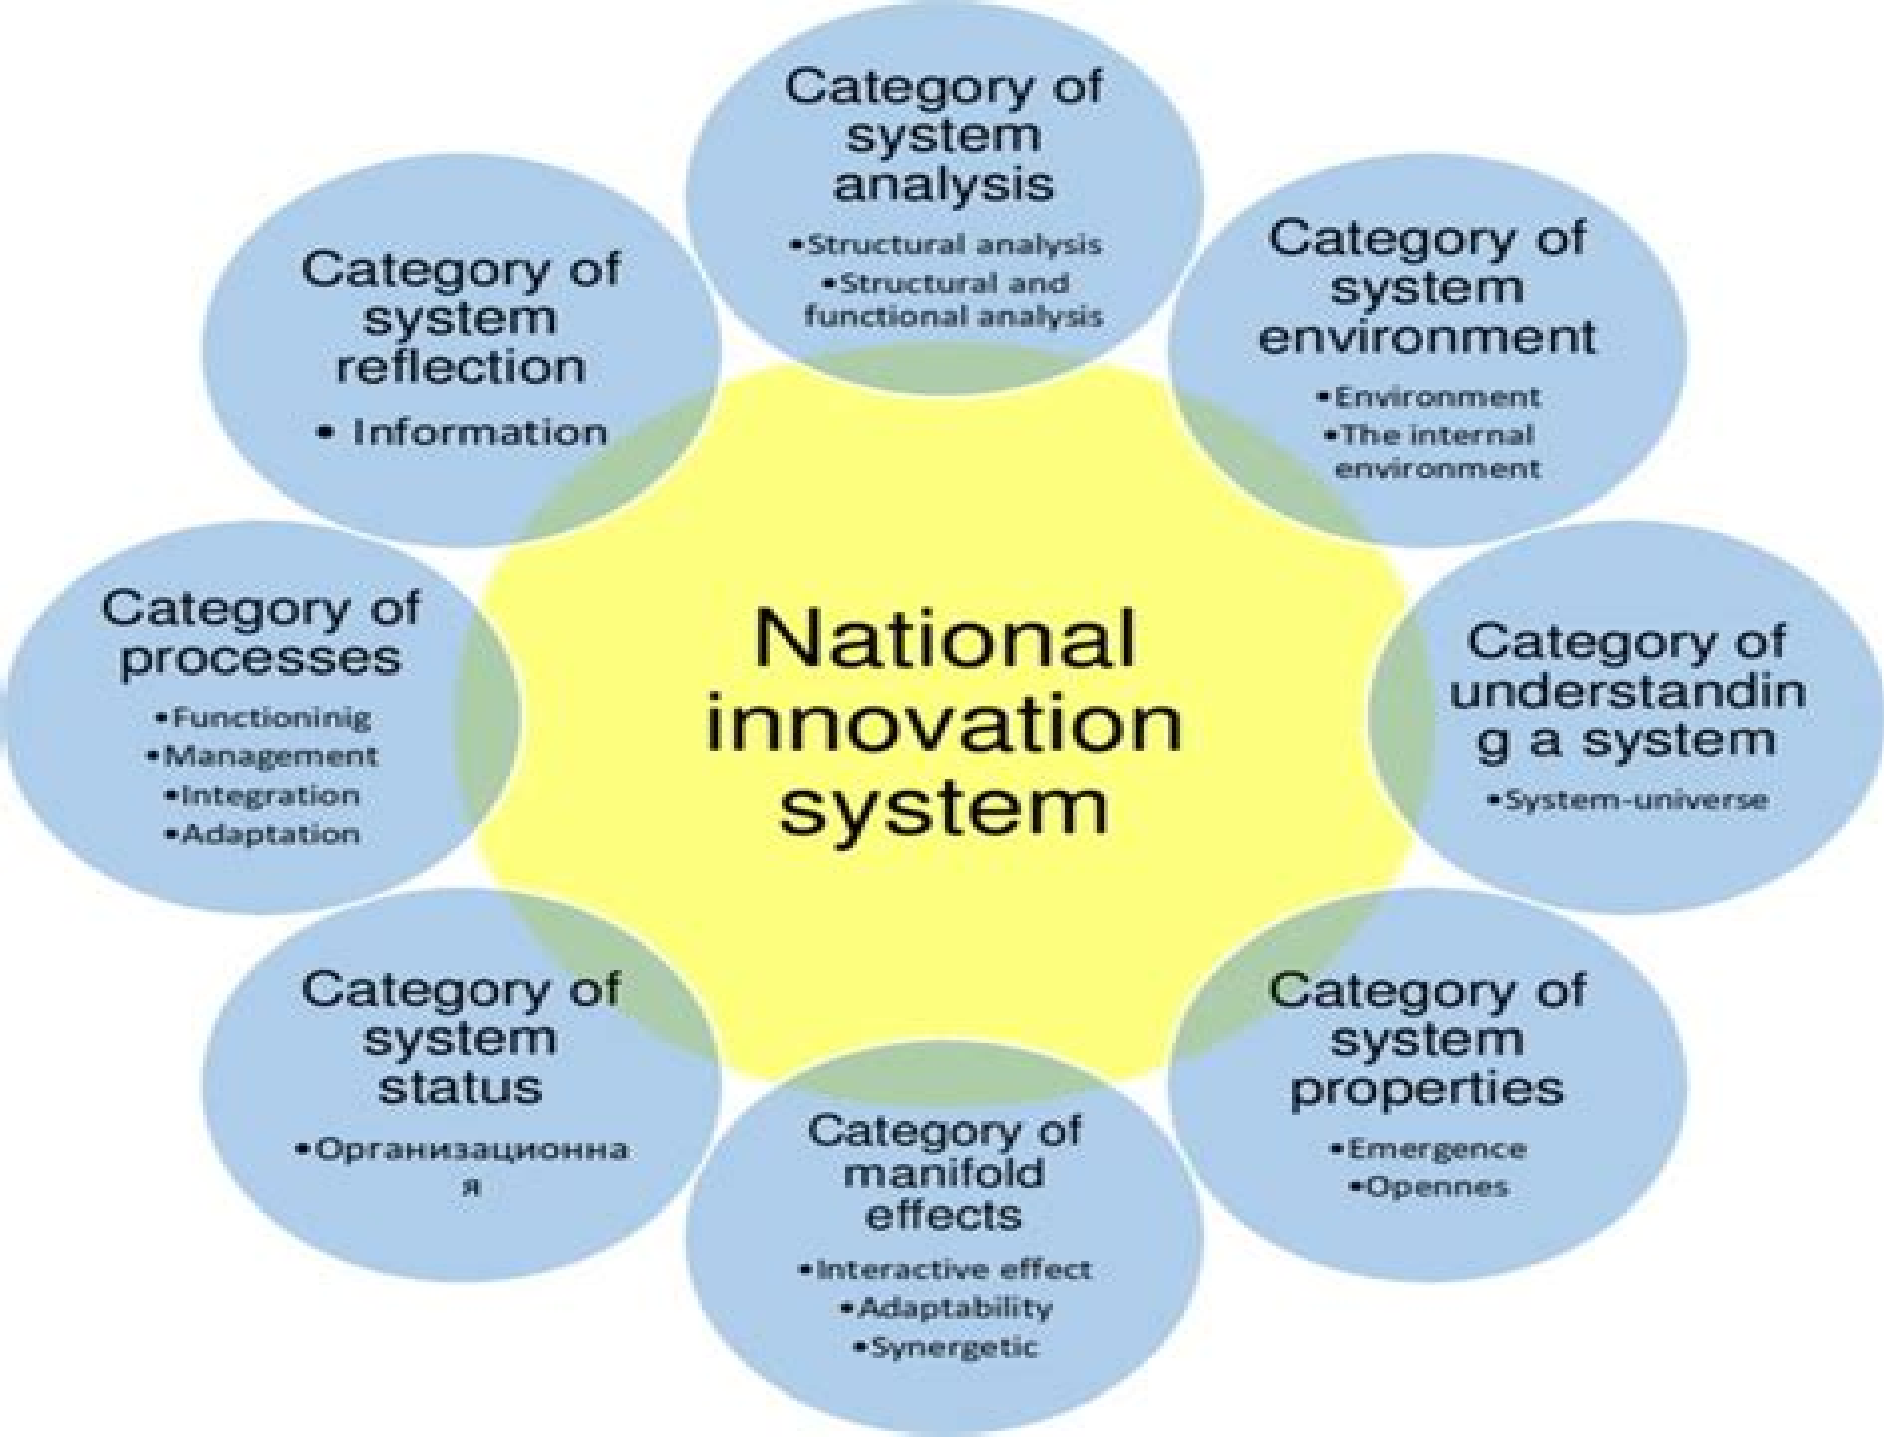 Category of
system
analysis
•Structural analysis
•Structural and
functional analysis
Category of
system
environment
•Environment
•The internal
environment
Category of
understandin
g a system
•System-universe
Category of
system
properties
•Emergence
•Opennes
Category of
manifold
effects
•Interactive effect
•Adaptability
•Synergetic
Category of
system
status
•Организационна
я
Category of
processes
•Functioninig
•Management
•Integration
•Adaptation
Category of
system
reflection
• Information
National
innovation
system